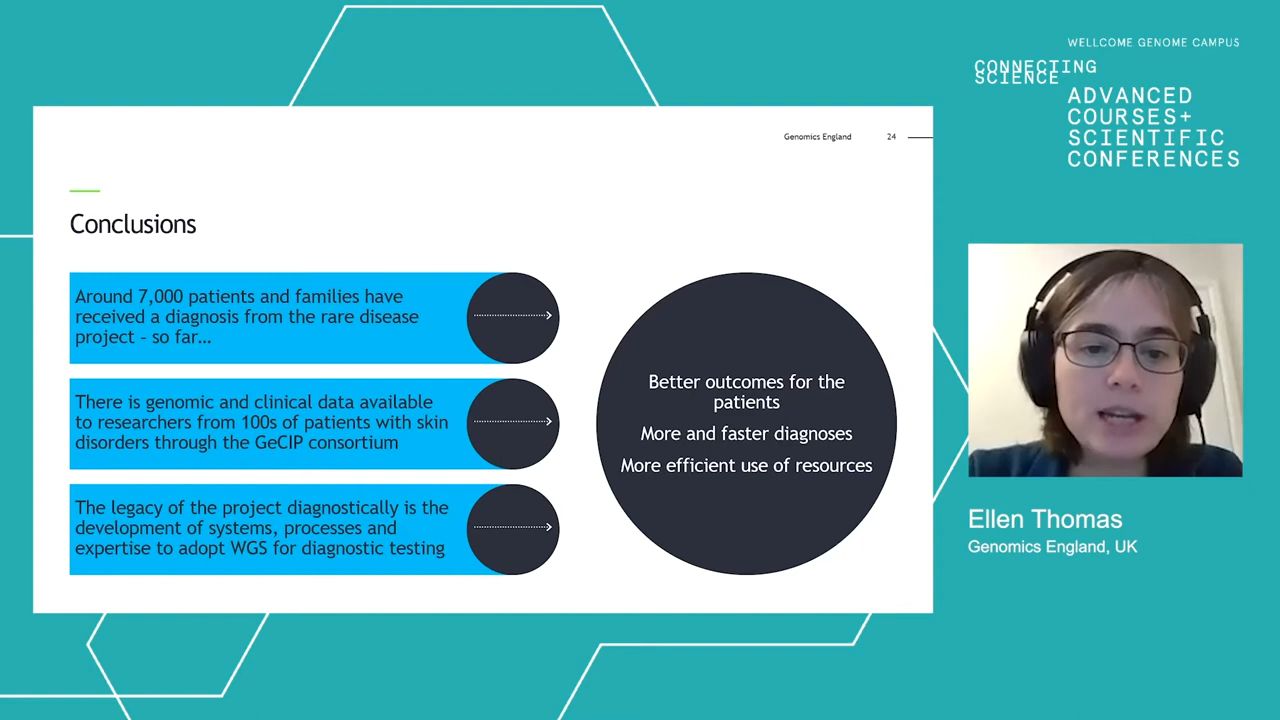 WELLCOME GENOME CAMPUS
CONNECTING
SCIENCE
ADVANCED
COURSES+
SCIENTIFIC
CONFERENCES
Genomics England 24
Conclusions
Around 7,000 patients and families have
received a diagnosis from the rare disease
project – so far…
There is genomic and clinical data available
to researchers from 100s of patients with skin
disorders through the GeCIP consortium
The legacy of the project diagnostically is the
development of systems, processes and
expertise to adopt WGS for diagnostic testing
Better outcomes for the
patients
More and faster diagnoses
More efficient use of resources
Ellen Thomas
Genomics England, UK